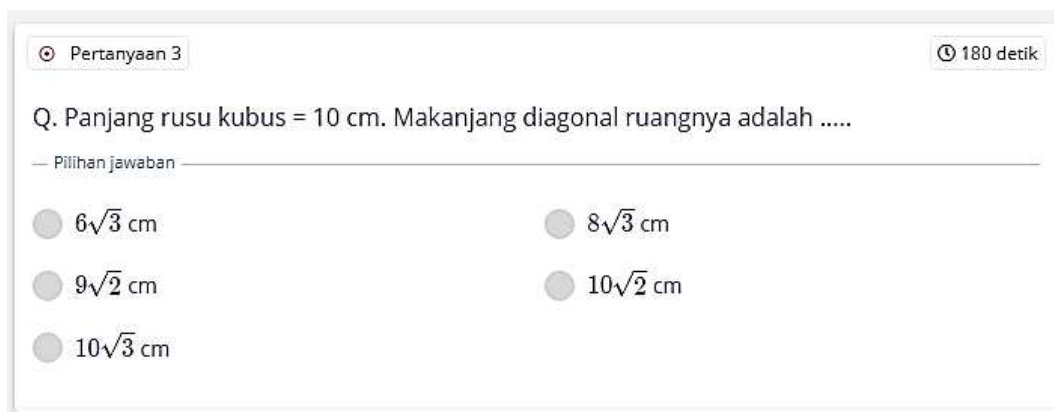 Pertanyaan 3
180 detik
Q. Panjang rusu kubus = 10 cm. Makanjang diagonal ruangnya adalah .....
Pilihan jawaban
6√3 cm
8√3 cm
9√2 cm
10√2 cm
10√3 cm